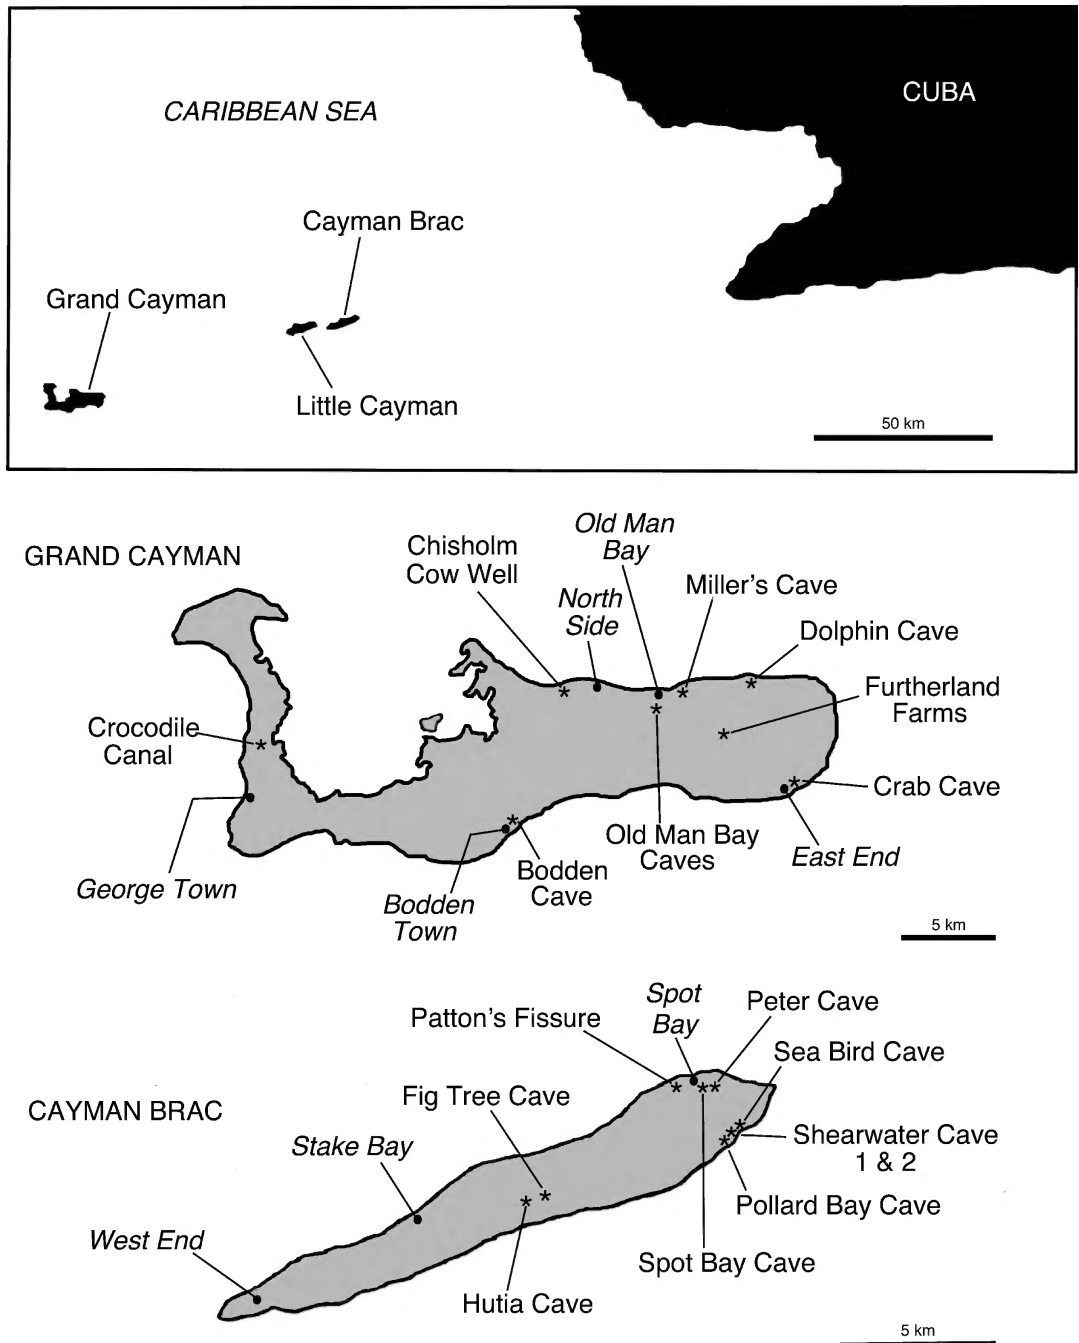 CUBA
CARIBBEAN SEA
Cayman Brac
Grand Cayman
Little Cayman
50 km
GRAND CAYMAN
Old Man
Bay
Chisholm
Cow Well
North
Side
Miller's Cave
Dolphin Cave
Furtherland
Farms
Crocodile
Canal
Crab Cave
Old Man Bay
Caves
East End
George Town
Bodden
Cave
Bodden
Town
5 km
CAYMAN BRAC
Spot
Bay
Peter Cave
Patton's Fissure
Sea Bird Cave
Fig Tree Cave
Shearwater Cave
1 & 2
Stake Bay
Pollard Bay Cave
West End
Spot Bay Cave
Hutia Cave
5 km